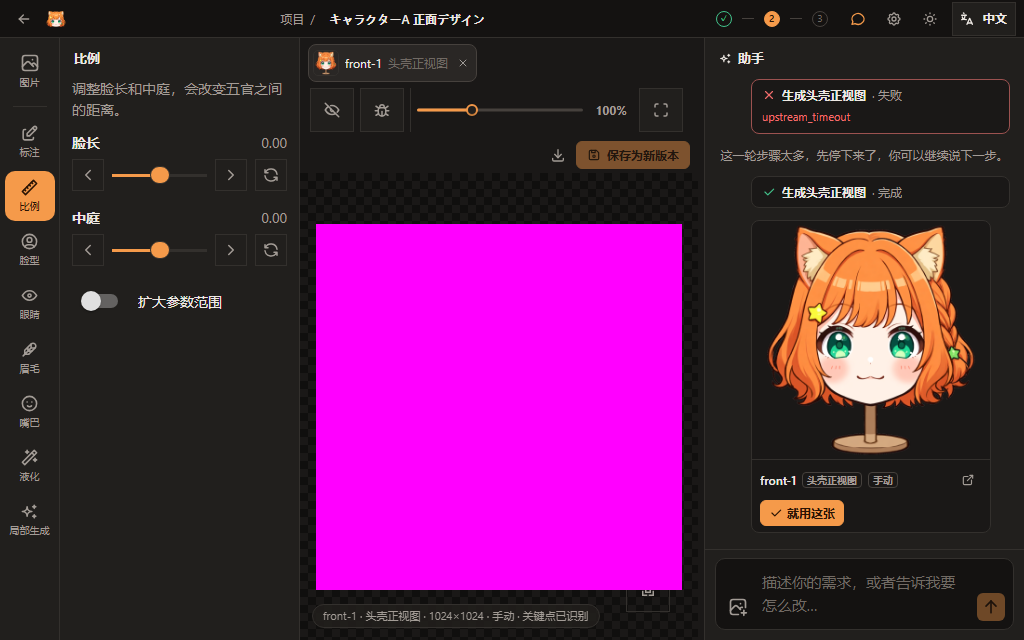 项目 / キャラクターA 正面デザイン
2
3
中文
图片
标注
比例
脸型
眼睛
眉毛
嘴巴
液化
局部生成
比例
调整脸长和中庭，会改变五官之间
的距离。
脸长 0.00
中庭 0.00
扩大参数范围
front-1 头壳正视图
100%
保存为新版本
front-1 · 头壳正视图 · 1024×1024 · 手动 · 关键点已识别
助手
生成头壳正视图 · 失败
upstream_timeout
这一轮步骤太多，先停下来了，你可以继续说下一步。
生成头壳正视图 · 完成
front-1 头壳正视图 手动
就用这张
描述你的需求，或者告诉我要
怎么改...